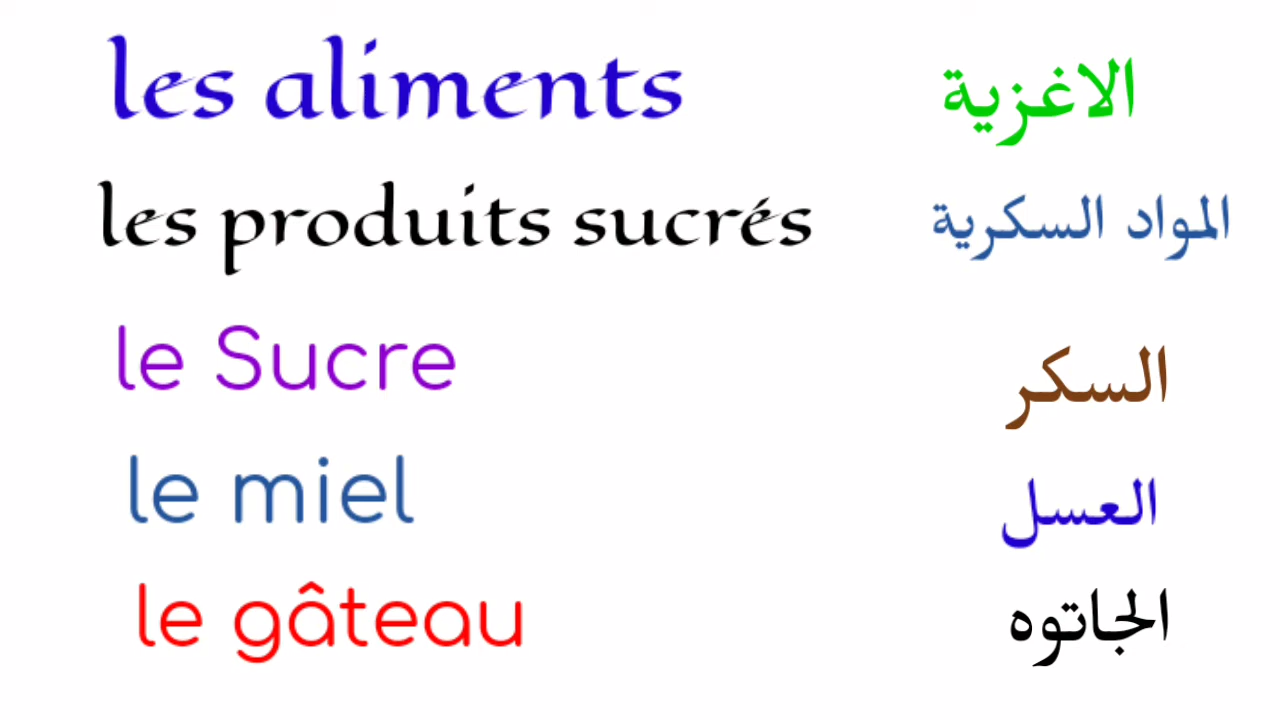 les aliments الاغزية
les produits sucrés المواد السكرية
le Sucre السكر
le miel العسل
le gâteau الجاتوه